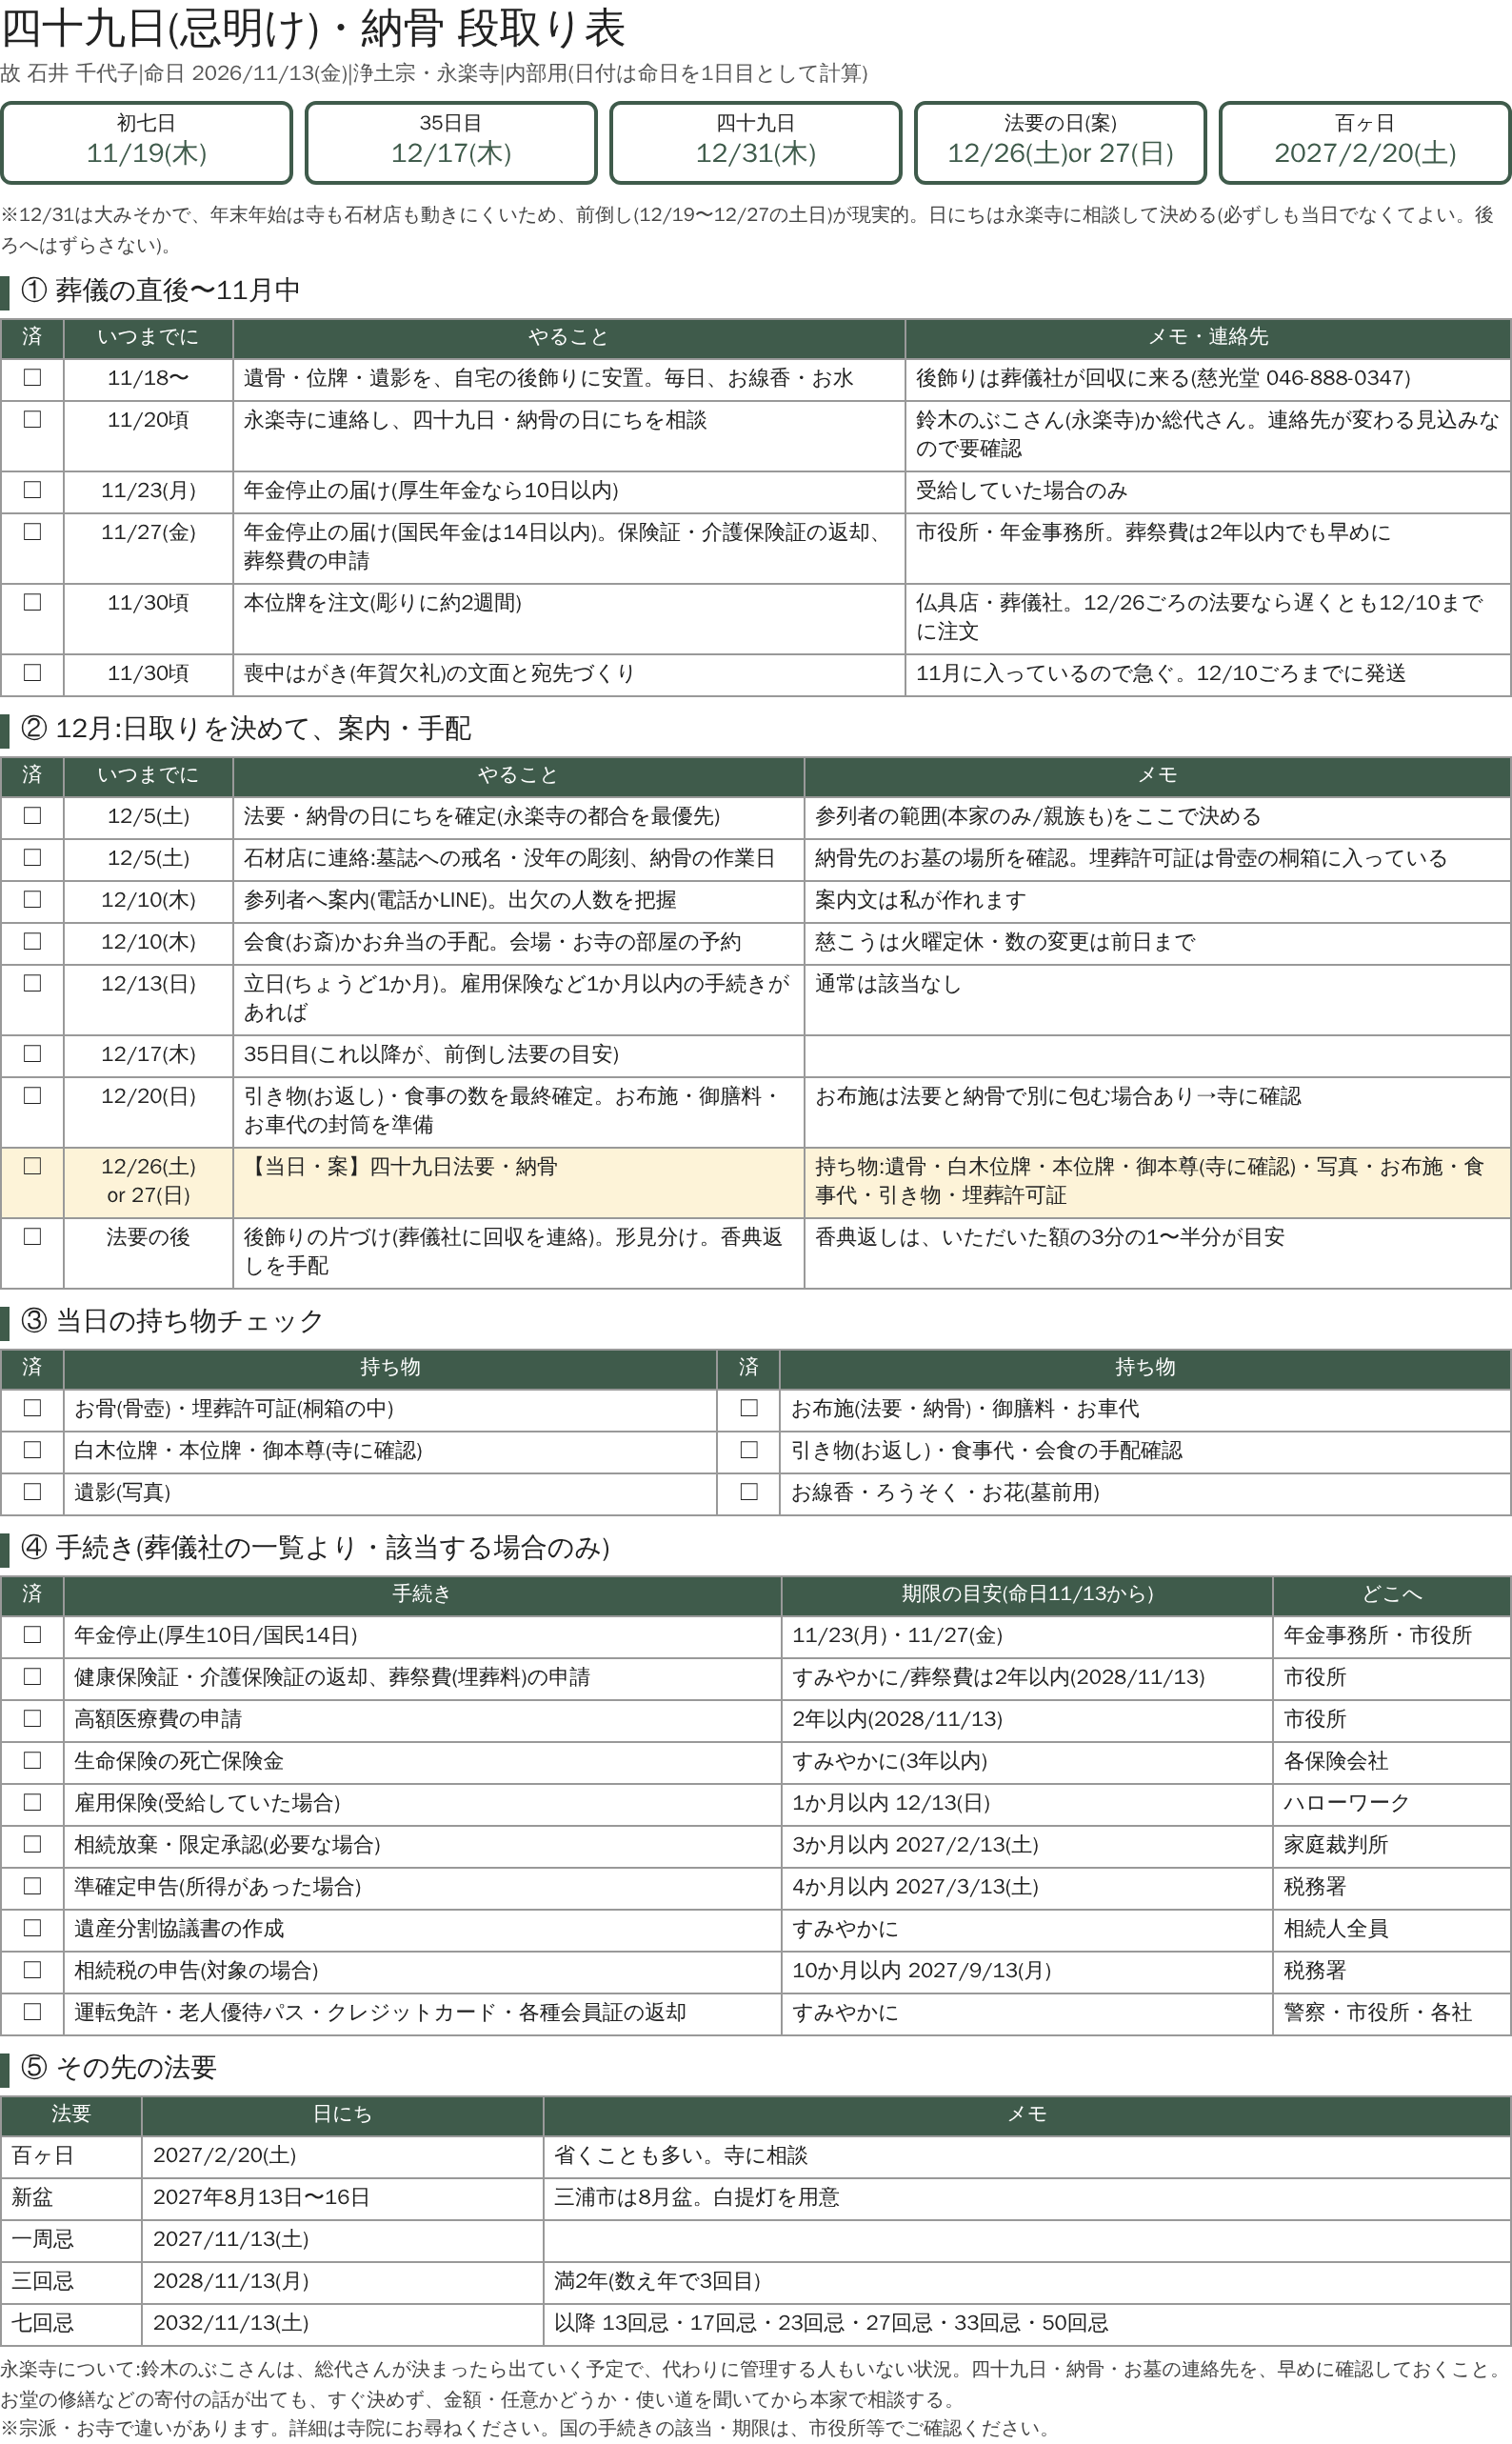 四十九日(忌明け)・納骨 段取り表
故 石井 千代子|命日 2026/11/13(金)|浄土宗・永楽寺|内部用(日付は命日を1日目として計算)
初七日
11/19(木)
35日目
12/17(木)
四十九日
12/31(木)
法要の日(案)
12/26(土)or 27(日)
百ヶ日
2027/2/20(土)
※12/31は大みそかで、年末年始は寺も石材店も動きにくいため、前倒し(12/19〜12/27の土日)が現実的。日にちは永楽寺に相談して決める(必ずしも当日でなくてよい。後
ろへはずらさない)。
① 葬儀の直後〜11月中
済 いつまでに やること メモ・連絡先
□ 11/18〜 遺骨・位牌・遺影を、自宅の後飾りに安置。毎日、お線香・お水 後飾りは葬儀社が回収に来る(慈光堂 046-888-0347)
□ 11/20頃 永楽寺に連絡し、四十九日・納骨の日にちを相談 鈴木のぶこさん(永楽寺)か総代さん。連絡先が変わる見込みな
ので要確認
□ 11/23(月) 年金停止の届け(厚生年金なら10日以内) 受給していた場合のみ
□ 11/27(金) 年金停止の届け(国民年金は14日以内)。保険証・介護保険証の返却、 市役所・年金事務所。葬祭費は2年以内でも早めに
葬祭費の申請
□ 11/30頃 本位牌を注文(彫りに約2週間) 仏具店・葬儀社。12/26ごろの法要なら遅くとも12/10まで
に注文
□ 11/30頃 喪中はがき(年賀欠礼)の文面と宛先づくり 11月に入っているので急ぐ。12/10ごろまでに発送
② 12月:日取りを決めて、案内・手配
済 いつまでに やること メモ
□ 12/5(土) 法要・納骨の日にちを確定(永楽寺の都合を最優先) 参列者の範囲(本家のみ/親族も)をここで決める
□ 12/5(土) 石材店に連絡:墓誌への戒名・没年の彫刻、納骨の作業日 納骨先のお墓の場所を確認。埋葬許可証は骨壺の桐箱に入っている
□ 12/10(木) 参列者へ案内(電話かLINE)。出欠の人数を把握 案内文は私が作れます
□ 12/10(木) 会食(お斎)かお弁当の手配。会場・お寺の部屋の予約 慈こうは火曜定休・数の変更は前日まで
□ 12/13(日) 立日(ちょうど1か月)。雇用保険など1か月以内の手続きが 通常は該当なし
あれば
□ 12/17(木) 35日目(これ以降が、前倒し法要の目安)
□ 12/20(日) 引き物(お返し)・食事の数を最終確定。お布施・御膳料・ お布施は法要と納骨で別に包む場合あり→寺に確認
お車代の封筒を準備
□ 12/26(土) 【当日・案】四十九日法要・納骨 持ち物:遺骨・白木位牌・本位牌・御本尊(寺に確認)・写真・お布施・食
or 27(日) 事代・引き物・埋葬許可証
□ 法要の後 後飾りの片づけ(葬儀社に回収を連絡)。形見分け。香典返 香典返しは、いただいた額の3分の1〜半分が目安
しを手配
③ 当日の持ち物チェック
済 持ち物 済 持ち物
□ お骨(骨壺)・埋葬許可証(桐箱の中) □ お布施(法要・納骨)・御膳料・お車代
□ 白木位牌・本位牌・御本尊(寺に確認) □ 引き物(お返し)・食事代・会食の手配確認
□ 遺影(写真) □ お線香・ろうそく・お花(墓前用)
④ 手続き(葬儀社の一覧より・該当する場合のみ)
済 手続き 期限の目安(命日11/13から) どこへ
□ 年金停止(厚生10日/国民14日) 11/23(月)・11/27(金) 年金事務所・市役所
□ 健康保険証・介護保険証の返却、葬祭費(埋葬料)の申請 すみやかに/葬祭費は2年以内(2028/11/13) 市役所
□ 高額医療費の申請 2年以内(2028/11/13) 市役所
□ 生命保険の死亡保険金 すみやかに(3年以内) 各保険会社
□ 雇用保険(受給していた場合) 1か月以内 12/13(日) ハローワーク
□ 相続放棄・限定承認(必要な場合) 3か月以内 2027/2/13(土) 家庭裁判所
□ 準確定申告(所得があった場合) 4か月以内 2027/3/13(土) 税務署
□ 遺産分割協議書の作成 すみやかに 相続人全員
□ 相続税の申告(対象の場合) 10か月以内 2027/9/13(月) 税務署
□ 運転免許・老人優待パス・クレジットカード・各種会員証の返却 すみやかに 警察・市役所・各社
⑤ その先の法要
法要 日にち メモ
百ヶ日 2027/2/20(土) 省くことも多い。寺に相談
新盆 2027年8月13日〜16日 三浦市は8月盆。白提灯を用意
一周忌 2027/11/13(土)
三回忌 2028/11/13(月) 満2年(数え年で3回目)
七回忌 2032/11/13(土) 以降 13回忌・17回忌・23回忌・27回忌・33回忌・50回忌
永楽寺について:鈴木のぶこさんは、総代さんが決まったら出ていく予定で、代わりに管理する人もいない状況。四十九日・納骨・お墓の連絡先を、早めに確認しておくこと。
お堂の修繕などの寄付の話が出ても、すぐ決めず、金額・任意かどうか・使い道を聞いてから本家で相談する。
※宗派・お寺で違いがあります。詳細は寺院にお尋ねください。国の手続きの該当・期限は、市役所等でご確認ください。